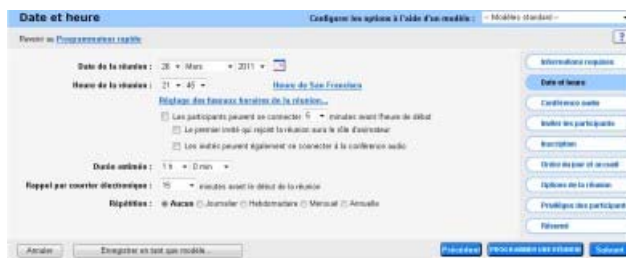 Date et heure
Configurer les options à l'aide d'un modèle : - Modèles standard -
Revenir au Programmateur rapide
?
Date de la réunion : 28 Mars 2011
Heure de la réunion : 21 45 Heure de San Francisco
Réglage des fuseaux horaires de la réunion...
Les participants peuvent se connecter 5 minutes avant l'heure de début
Le premier invité qui rejoint la réunion aura le rôle d'animateur
Les invités peuvent également se connecter à la conférence audio
Durée estimée : 1 h 0 min
Rappel par courrier électronique : 15 minutes avant le début de la réunion
Répétition : Aucun Journalier Hebdomadaire Mensuel Annuelle
Informations requises
Date et heure
Conférence audio
Inviter les participants
Inscription
Ordre du jour et accueil
Options de la réunion
Privilèges des participants
Résumé
Annuler
Enregistrer en tant que modèle...
Précédent
PROGRAMMER UNE RÉUNION
Suivant